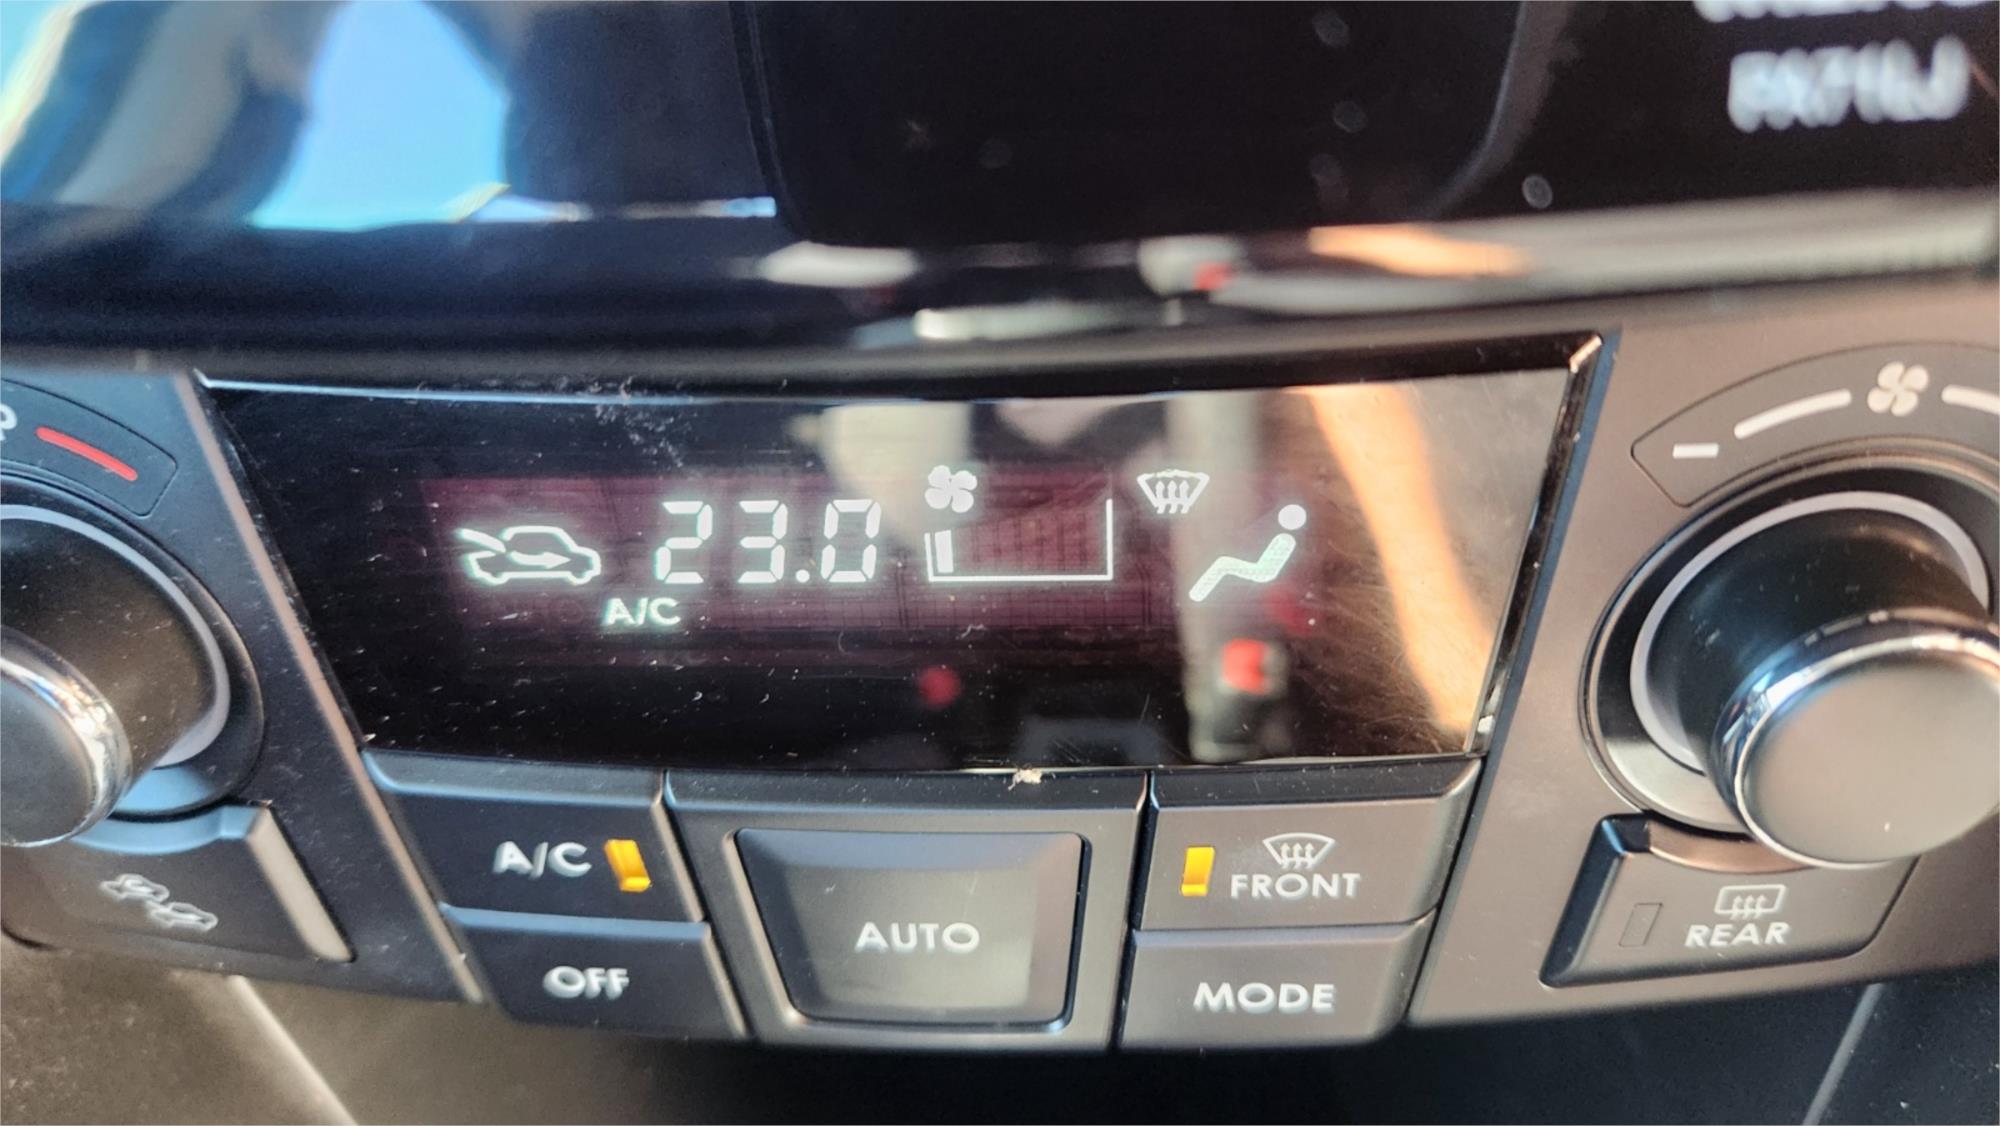 23.0
A/C
A/C
FRONT
AUTO
REAR
OFF
MODE